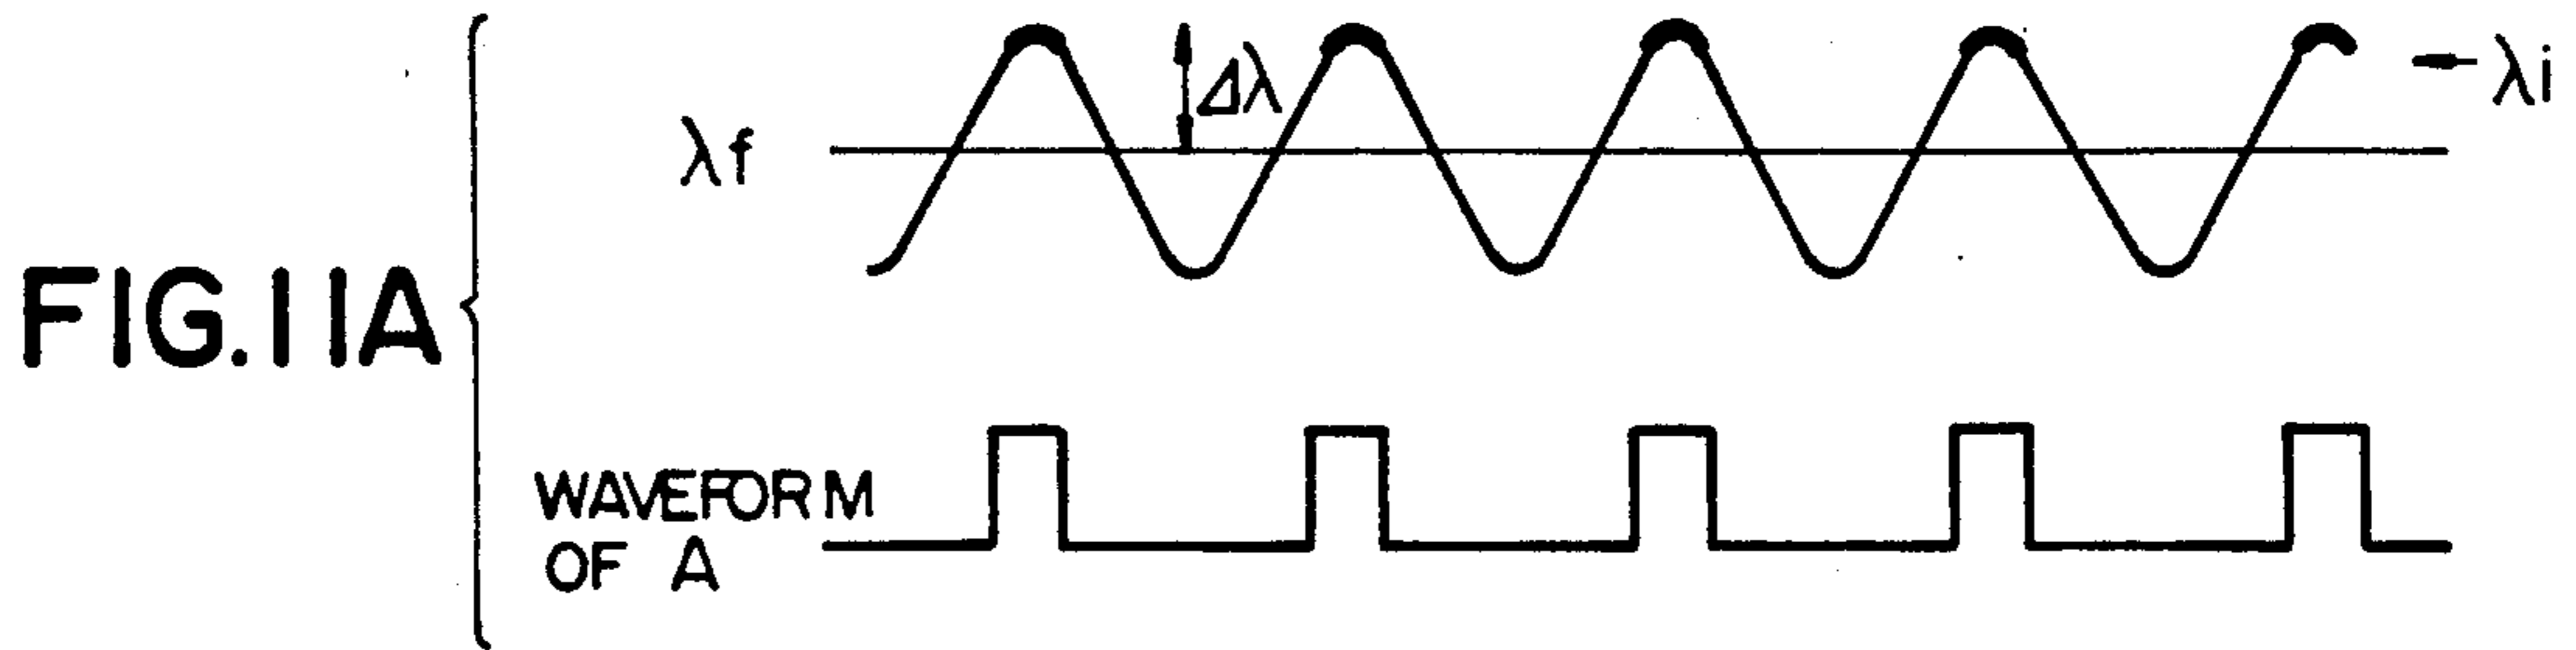 Δλ
λi
λf
FIG.11A
WAVEFORM
OF A